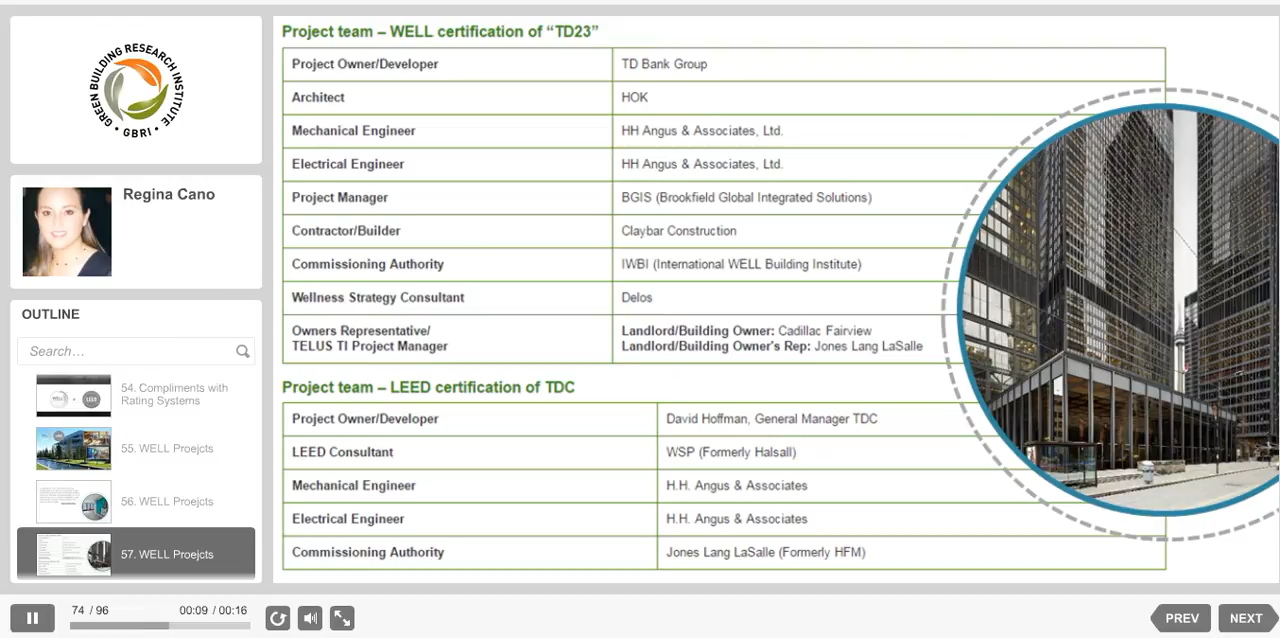 GREEN BUILDING RESEARCH INSTITUTE
• GBRI •
Regina Cano
OUTLINE
Search...
54. Compliments with
Rating Systems
WELL + LEED
55. WELL Proejcts
56. WELL Proejcts
57. WELL Proejcts
Project team – WELL certification of “TD23”
Project Owner/Developer TD Bank Group
Architect HOK
Mechanical Engineer HH Angus & Associates, Ltd.
Electrical Engineer HH Angus & Associates, Ltd.
Project Manager BGIS (Brookfield Global Integrated Solutions)
Contractor/Builder Claybar Construction
Commissioning Authority IWBI (International WELL Building Institute)
Wellness Strategy Consultant Delos
Owners Representative/ Landlord/Building Owner: Cadillac Fairview
TELUS TI Project Manager Landlord/Building Owner's Rep: Jones Lang LaSalle
Project team – LEED certification of TDC
Project Owner/Developer David Hoffman, General Manager TDC
LEED Consultant WSP (Formerly Halsall)
Mechanical Engineer H.H. Angus & Associates
Electrical Engineer H.H. Angus & Associates
Commissioning Authority Jones Lang LaSalle (Formerly HFM)
74 / 96 00:09 / 00:16
PREV NEXT